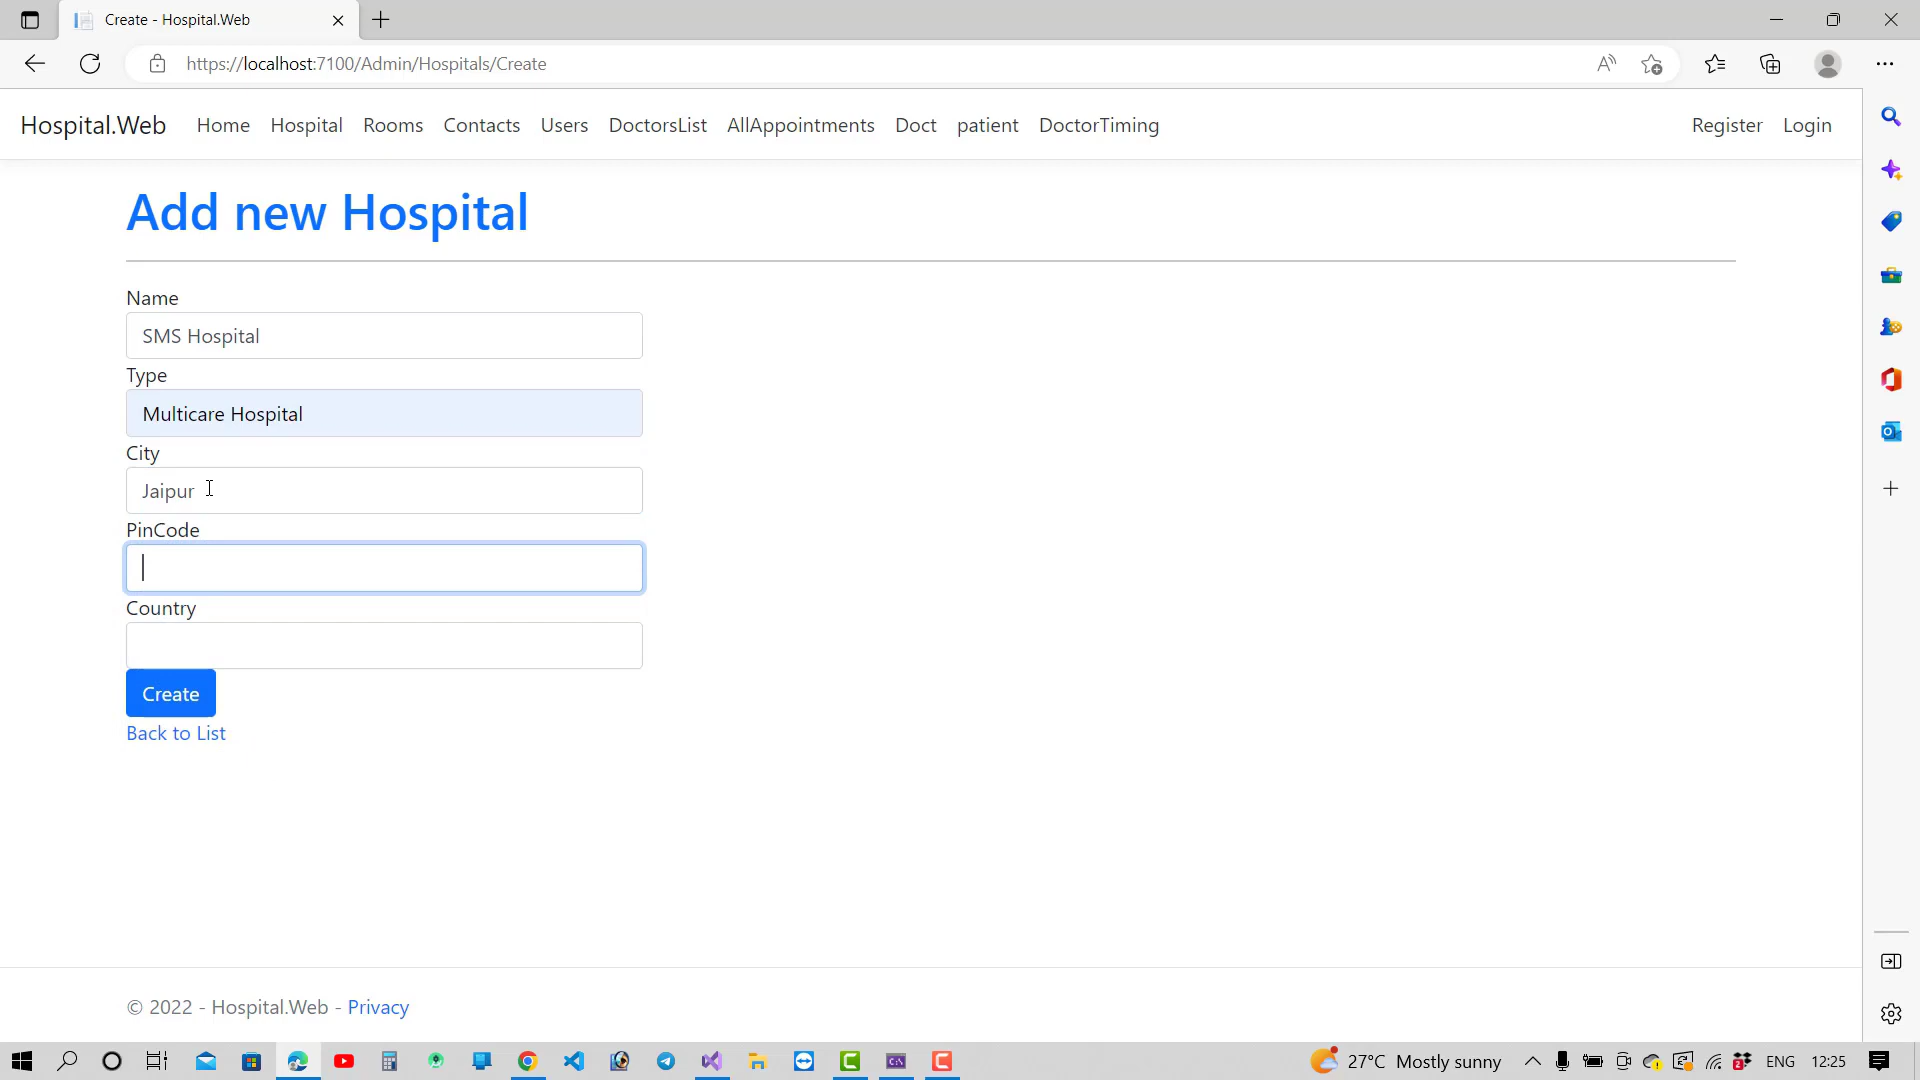 Create - Hospital.Web
https://localhost:7100/Admin/Hospitals/Create
Hospital.Web Home Hospital Rooms Contacts Users DoctorsList AllAppointments Doct patient DoctorTiming Register Login
Add new Hospital
Name
SMS Hospital
Type
Multicare Hospital
City
Jaipur
PinCode
Country
Create
Back to List
© 2022 - Hospital.Web - Privacy
27°C Mostly sunny ENG 12:25